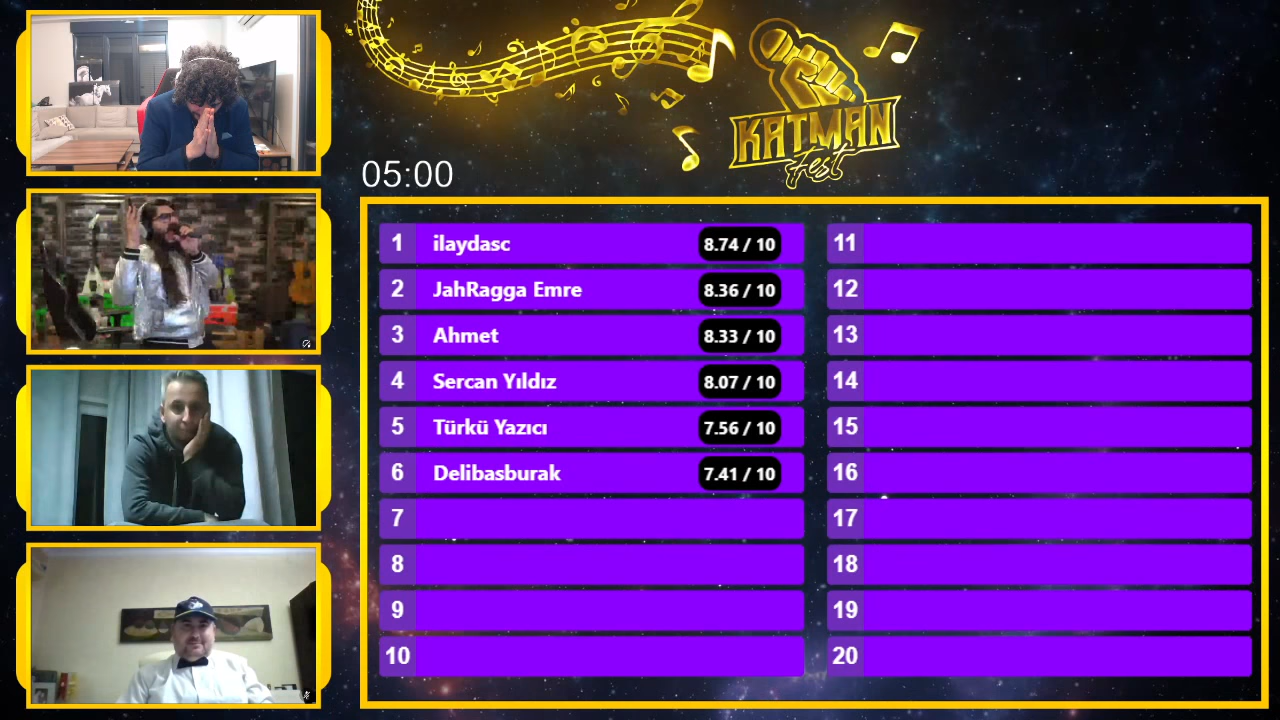 KATMAN
Fest
05:00
1 ilaydasc 8.74 / 10
2 JahRagga Emre 8.36 / 10
3 Ahmet 8.33 / 10
4 Sercan Yıldız 8.07 / 10
5 Türkü Yazıcı 7.56 / 10
6 Delibasburak 7.41 / 10
7
8
9
10
11
12
13
14
15
16
17
18
19
20